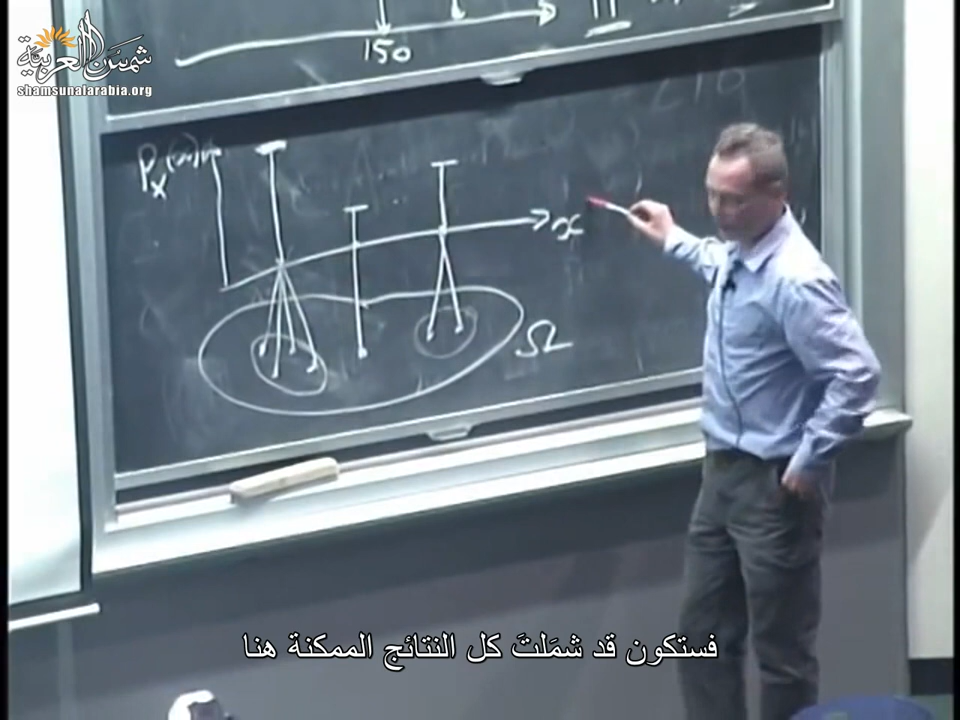 شمس العربية
shamsunalarabia.org
150
Pₓ(x)
x
Ω
فستكون قد شمَلتَ كل النتائج الممكنة هنا